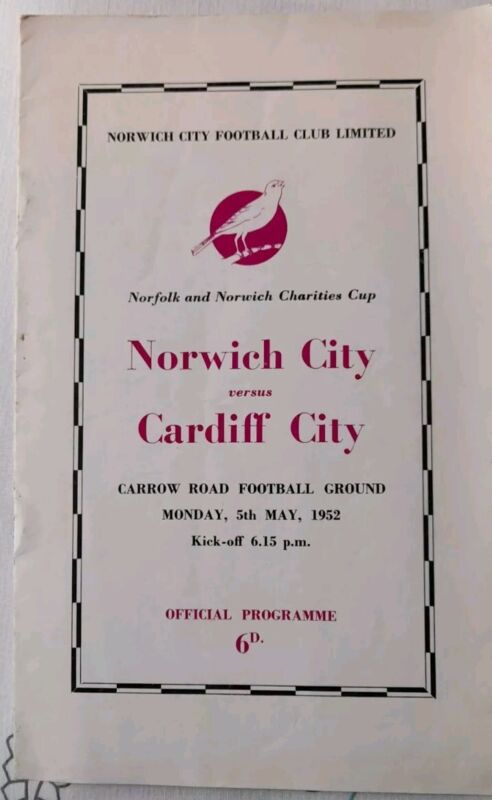 NORWICH CITY FOOTBALL CLUB LIMITED
Norfolk and Norwich Charities Cup
Norwich City
versus
Cardiff City
CARROW ROAD FOOTBALL GROUND
MONDAY, 5th MAY, 1952
Kick-off 6.15 p.m.
OFFICIAL PROGRAMME
6D.